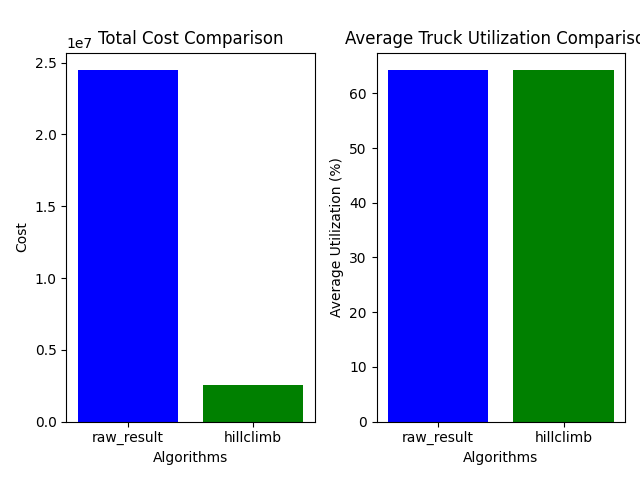 Total Cost Comparison
1e7
2.5
2.0
1.5
1.0
0.5
0.0
Cost
raw_result hillclimb
Algorithms
Average Truck Utilization Compariso
60
50
40
30
20
10
0
Average Utilization (%)
raw_result hillclimb
Algorithms